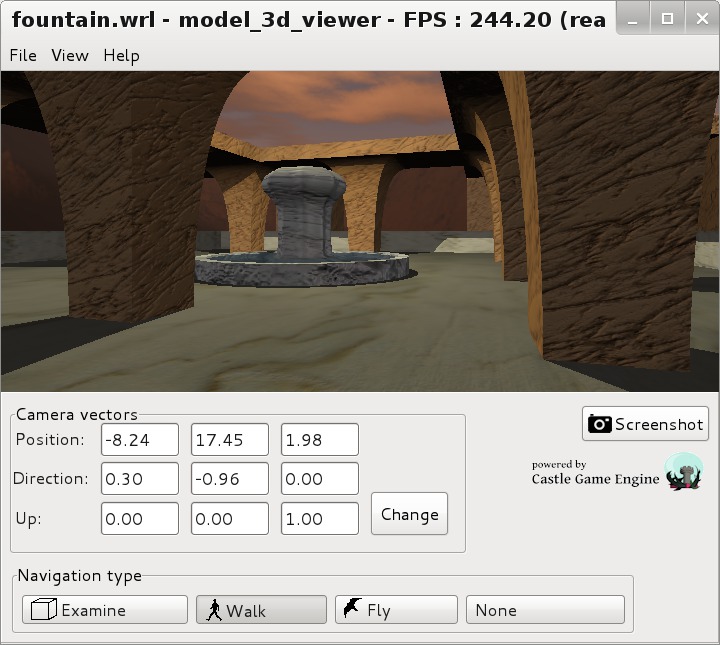 fountain.wrl - model_3d_viewer - FPS : 244.20 (rea
File View Help
Camera vectors
Position: -8.24 17.45 1.98
Direction: 0.30 -0.96 0.00
Up: 0.00 0.00 1.00
Change
Screenshot
powered by
Castle Game Engine
Navigation type
Examine Walk Fly None